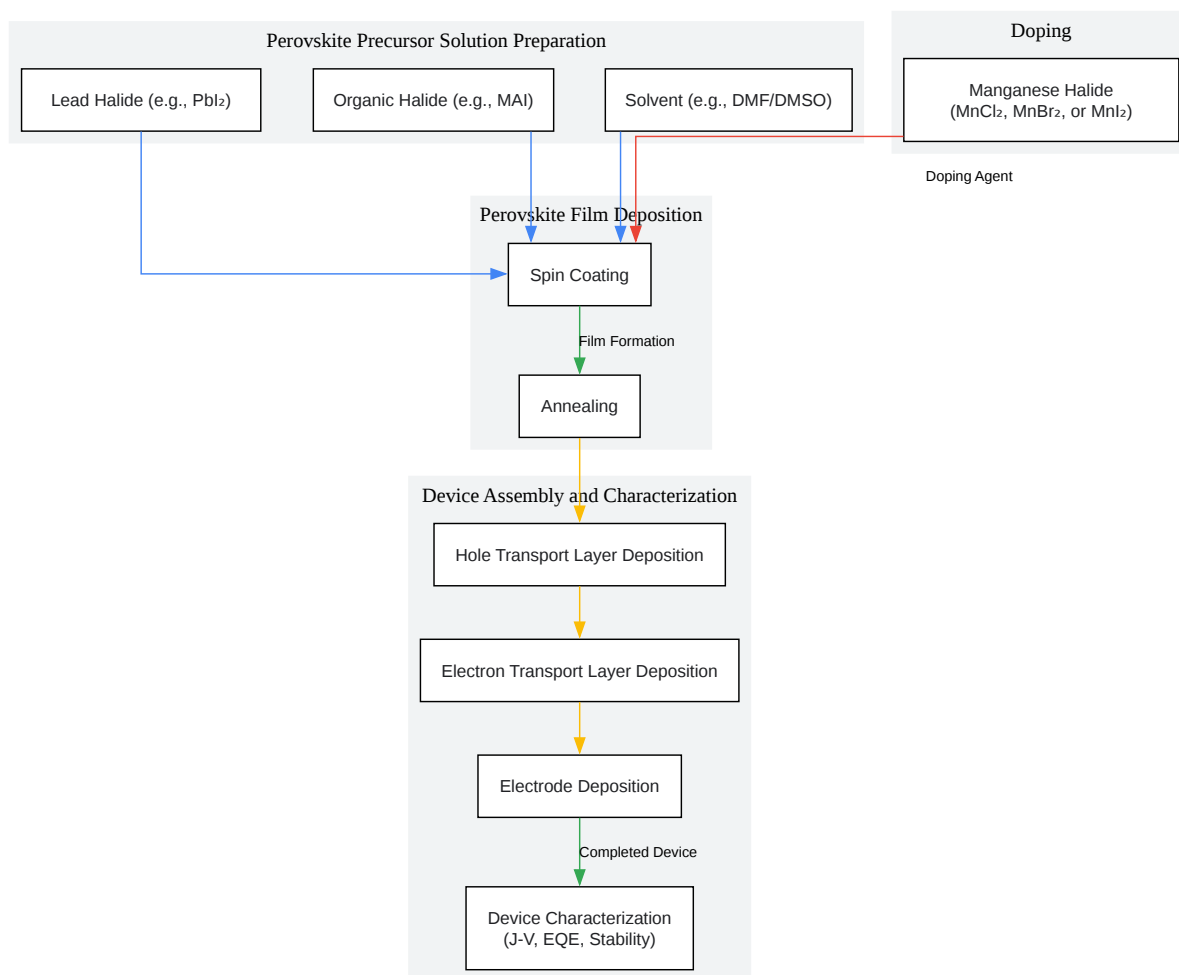 Perovskite Precursor Solution Preparation
Doping
Lead Halide (e.g., PbI₂)
Organic Halide (e.g., MAI)
Solvent (e.g., DMF/DMSO)
Manganese Halide
(MnCl₂, MnBr₂, or MnI₂)
Doping Agent
Perovskite Film Deposition
Spin Coating
Film Formation
Annealing
Device Assembly and Characterization
Hole Transport Layer Deposition
Electron Transport Layer Deposition
Electrode Deposition
Completed Device
Device Characterization
(J-V, EQE, Stability)